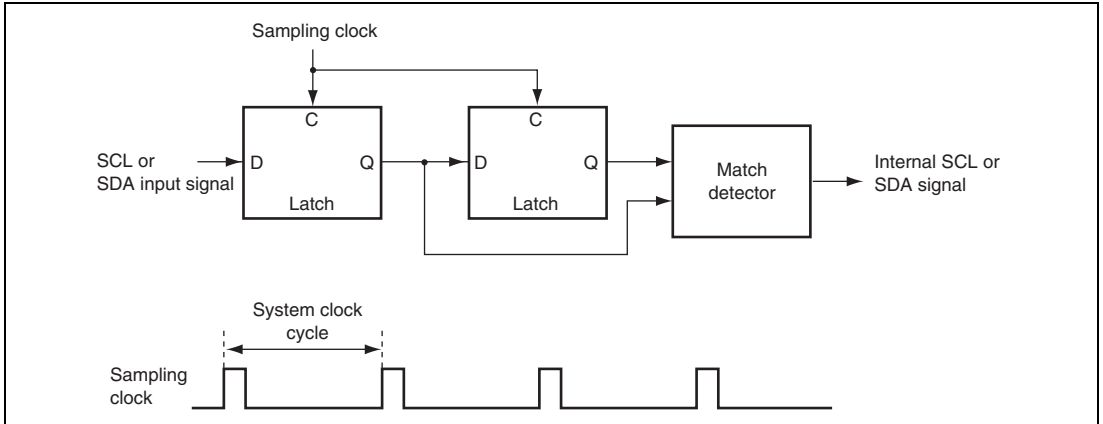 Sampling clock
C
C
SCL or
SDA input signal
D
Q
Latch
D
Q
Latch
Match
detector
Internal SCL or
SDA signal
System clock
cycle
Sampling
clock